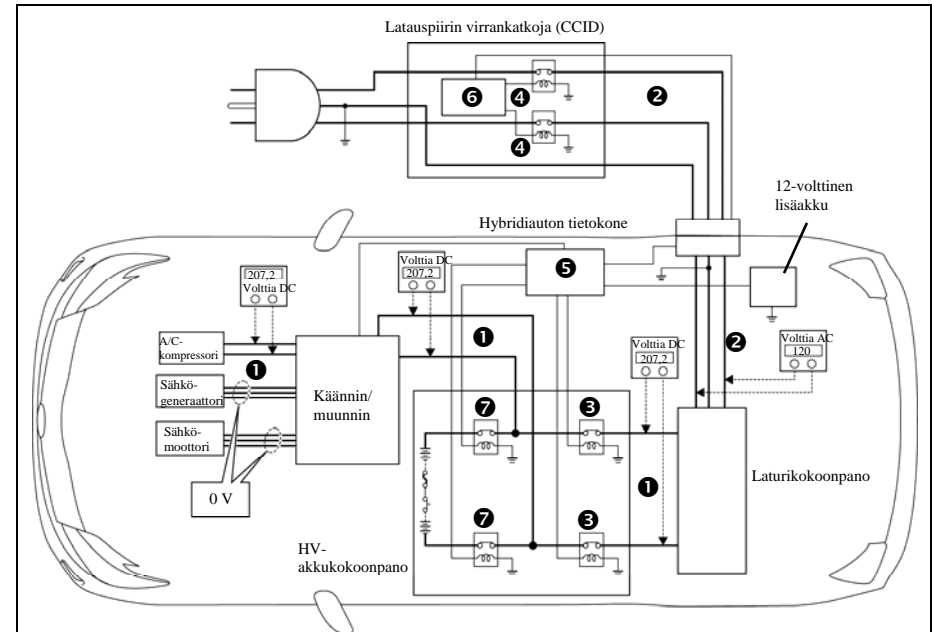 Latauspiirin virrankatkoja (CCID)
❻
❹
❷
❹
12-volttinen
lisäakku
Hybridiauton tietokone
Volttia DC
207,2
❺
207,2
Volttia DC
❶
Volttia DC
207,2
❷
Volttia AC
120
A/C-
kompressori
❶
Sähkö-
generaattori
Käännin/
muunnin
Sähkö-
moottori
0 V
❼
❸
❶
Laturikokoonpano
❼
❸
HV-
akkukokoonpano